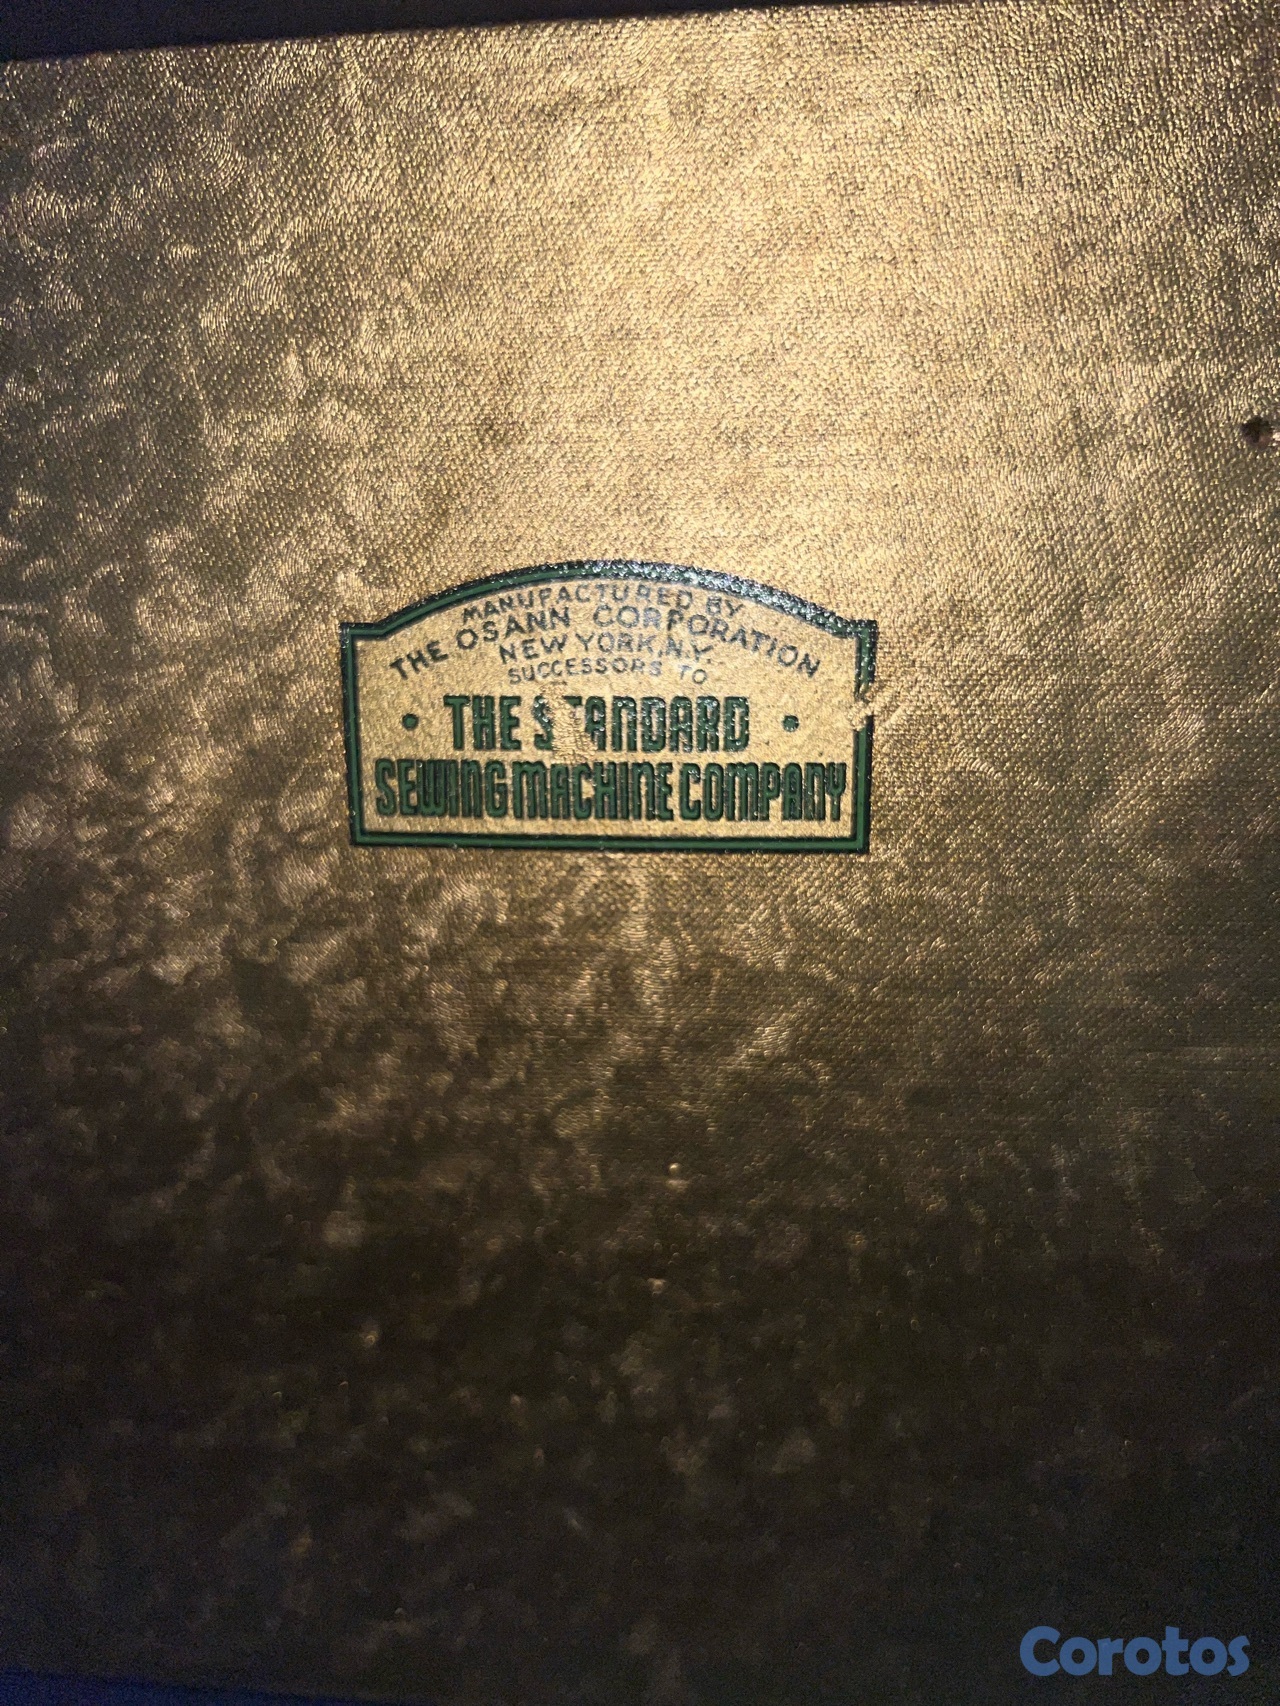 MANUFACTURED BY
THE OSANN CORPORATION
NEW YORK, N.Y.
SUCCESSORS TO
• THE STANDARD •
SEWING MACHINE COMPANY
Corotos